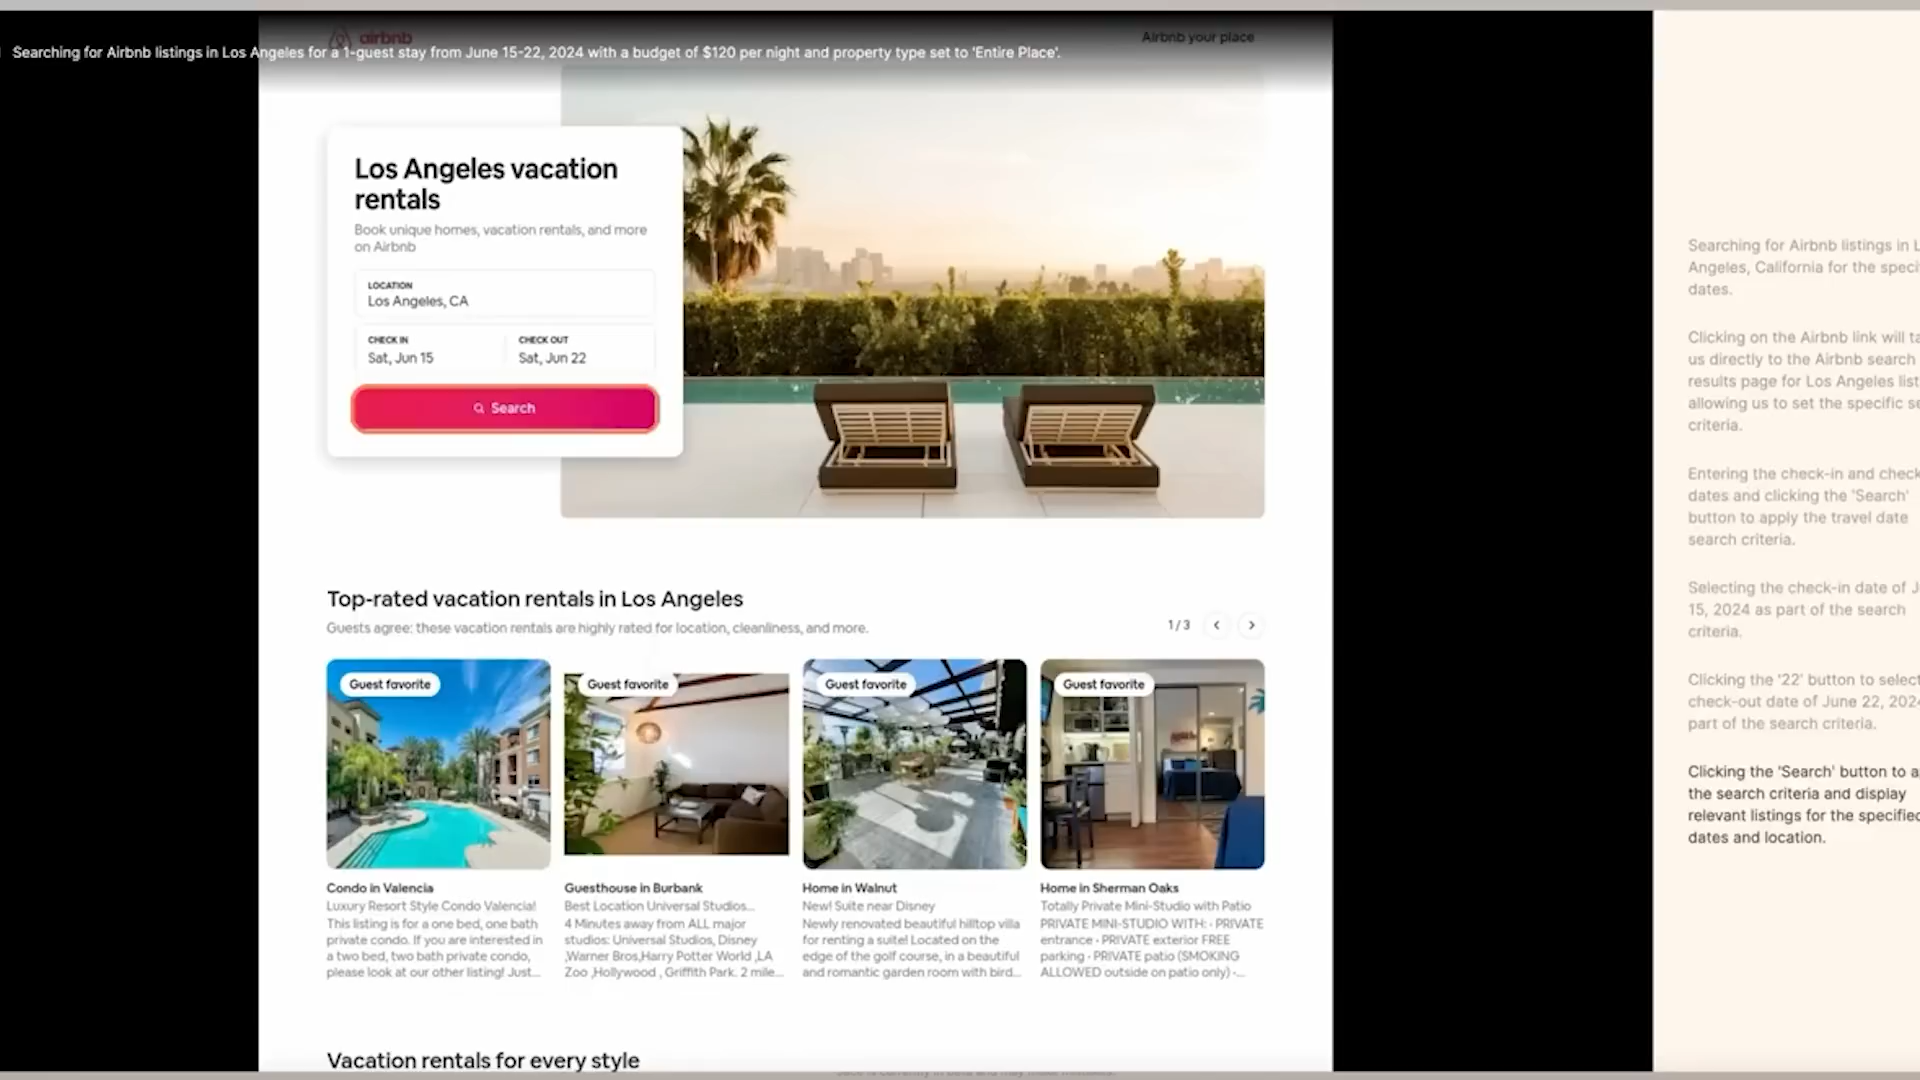 airbnb
Airbnb your place
Searching for Airbnb listings in Los Angeles for a 1-guest stay from June 15-22, 2024 with a budget of $120 per night and property type set to 'Entire Place'.
Los Angeles vacation
rentals
Book unique homes, vacation rentals, and more
on Airbnb
LOCATION
Los Angeles, CA
CHECK IN
Sat, Jun 15
CHECK OUT
Sat, Jun 22
Search
Top-rated vacation rentals in Los Angeles
Guests agree: these vacation rentals are highly rated for location, cleanliness, and more.
1 / 3
Guest favorite
Condo in Valencia
Luxury Resort Style Condo Valencia!
This listing is for a one bed, one bath
private condo. If you are interested in
a two bed, two bath private condo,
please look at our other listing! Just...
Guest favorite
Guesthouse in Burbank
Best Location Universal Studios...
4 Minutes away from ALL major
studios: Universal Studios, Disney
,Warner Bros,Harry Potter World ,LA
Zoo ,Hollywood , Griffith Park. 2 mile...
Guest favorite
Home in Walnut
New! Suite near Disney
Newly renovated beautiful hilltop villa
for renting a suite! Located on the
edge of the golf course, in a beautiful
and romantic garden room with bird...
Guest favorite
Home in Sherman Oaks
Totally Private Mini-Studio with Patio
PRIVATE MINI-STUDIO WITH: • PRIVATE
entrance • PRIVATE exterior FREE
parking • PRIVATE patio (SMOKING
ALLOWED outside on patio only) •...
Vacation rentals for every style
Searching for Airbnb listings in L
Angeles, California for the speci
dates.
Clicking on the Airbnb link will ta
us directly to the Airbnb search
results page for Los Angeles list
allowing us to set the specific se
criteria.
Entering the check-in and check
dates and clicking the 'Search'
button to apply the travel date
search criteria.
Selecting the check-in date of J
15, 2024 as part of the search
criteria.
Clicking the '22' button to select
check-out date of June 22, 202
part of the search criteria.
Clicking the 'Search' button to a
the search criteria and display
relevant listings for the specified
dates and location.